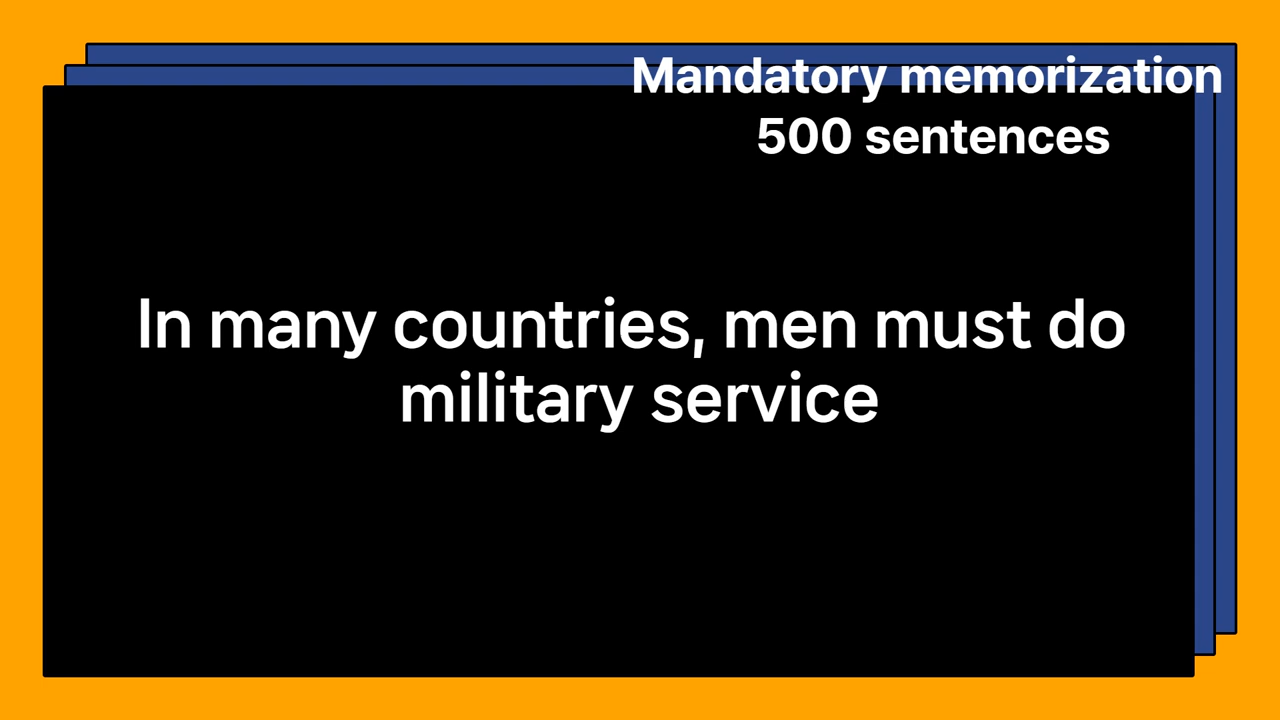 Mandatory memorization
500 sentences
In many countries, men must do
military service